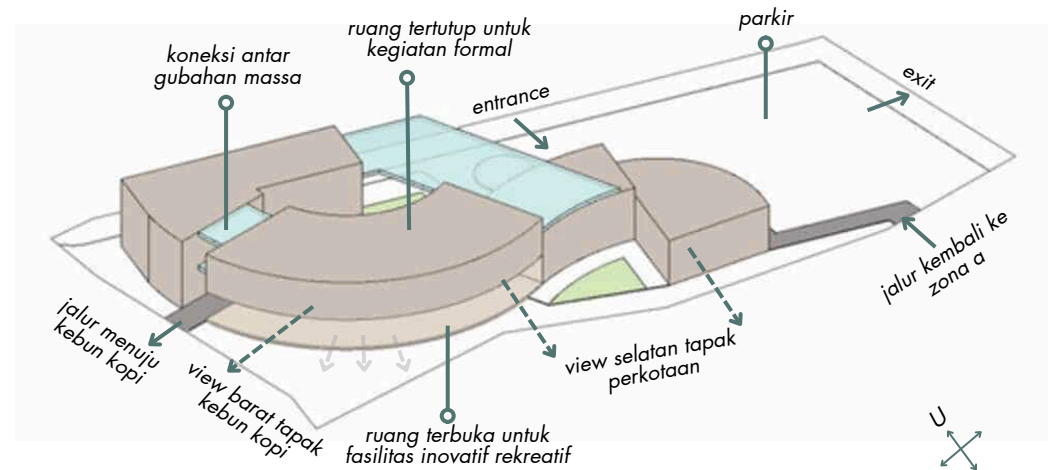 koneksi antar
gubahan massa
ruang tertutup untuk
kegiatan formal
parkir
entrance
exit
jalur kembali ke
zona a
jalur menuju
kebun kopi
view barat tapak
kebun kopi
view selatan tapak
perkotaan
ruang terbuka untuk
fasilitas inovatif rekreatif
U